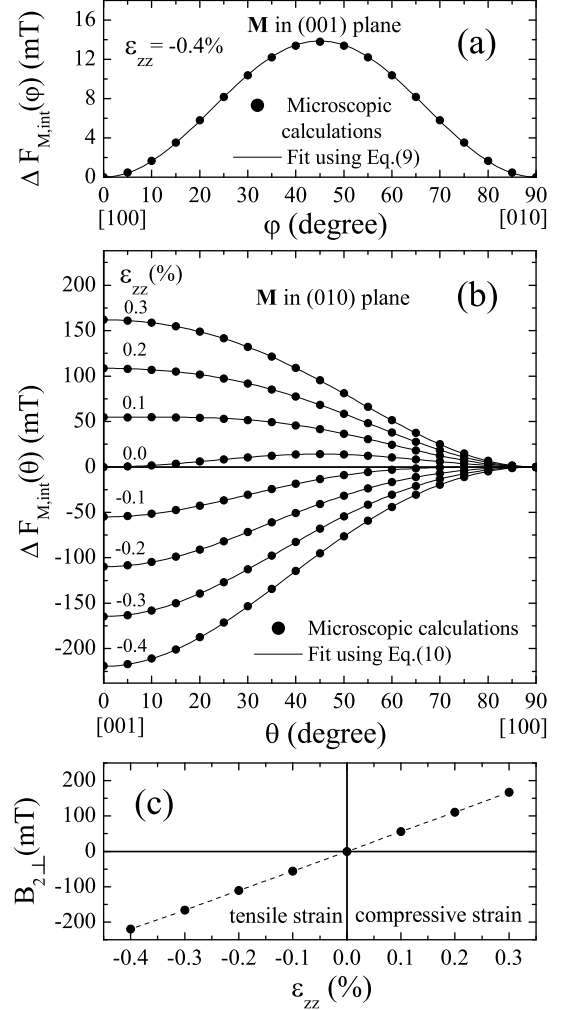 M in (001) plane
(a)
ε_zz = -0.4%
Microscopic
calculations
Fit using Eq.(9)
Δ F_M,int(φ) (mT)
16
12
8
4
0
0 10 20 30 40 50 60 70 80 90
[100] φ (degree) [010]
ε_zz(%)
M in (010) plane
(b)
0.3
0.2
0.1
0.0
-0.1
-0.2
-0.3
-0.4
Microscopic calculations
Fit using Eq.(10)
Δ F_M,int(θ) (mT)
200
150
100
50
0
-50
-100
-150
-200
0 10 20 30 40 50 60 70 80 90
[001] θ (degree) [100]
(c)
B_2⊥(mT)
200
100
0
-100
-200
tensile strain compressive strain
-0.4 -0.3 -0.2 -0.1 0.0 0.1 0.2 0.3
ε_zz (%)